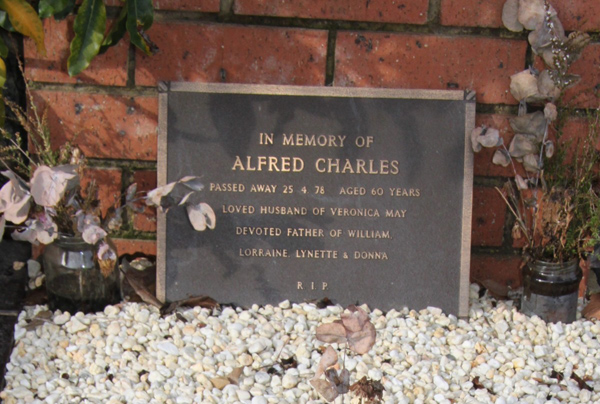 IN MEMORY OF
ALFRED CHARLES
PASSED AWAY 25·4·78 AGED 60 YEARS
LOVED HUSBAND OF VERONICA MAY
DEVOTED FATHER OF WILLIAM,
LORRAINE, LYNETTE & DONNA
R I P